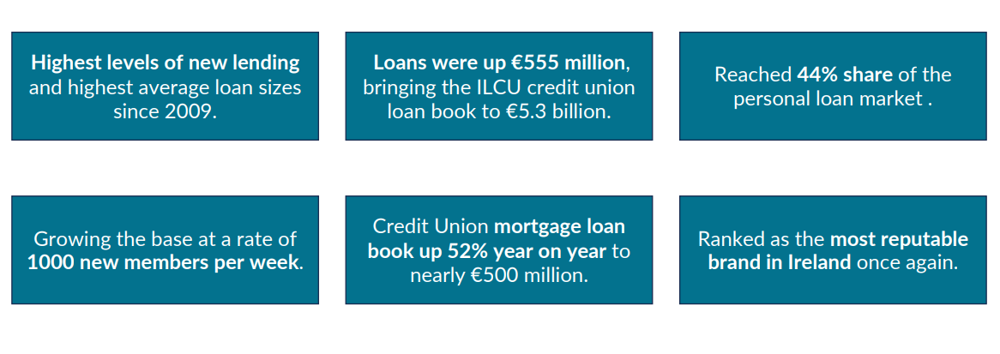 Highest levels of new lending
and highest average loan sizes
since 2009.
Loans were up €555 million,
bringing the ILCU credit union
loan book to €5.3 billion.
Reached 44% share of the
personal loan market .
Growing the base at a rate of
1000 new members per week.
Credit Union mortgage loan
book up 52% year on year to
nearly €500 million.
Ranked as the most reputable
brand in Ireland once again.